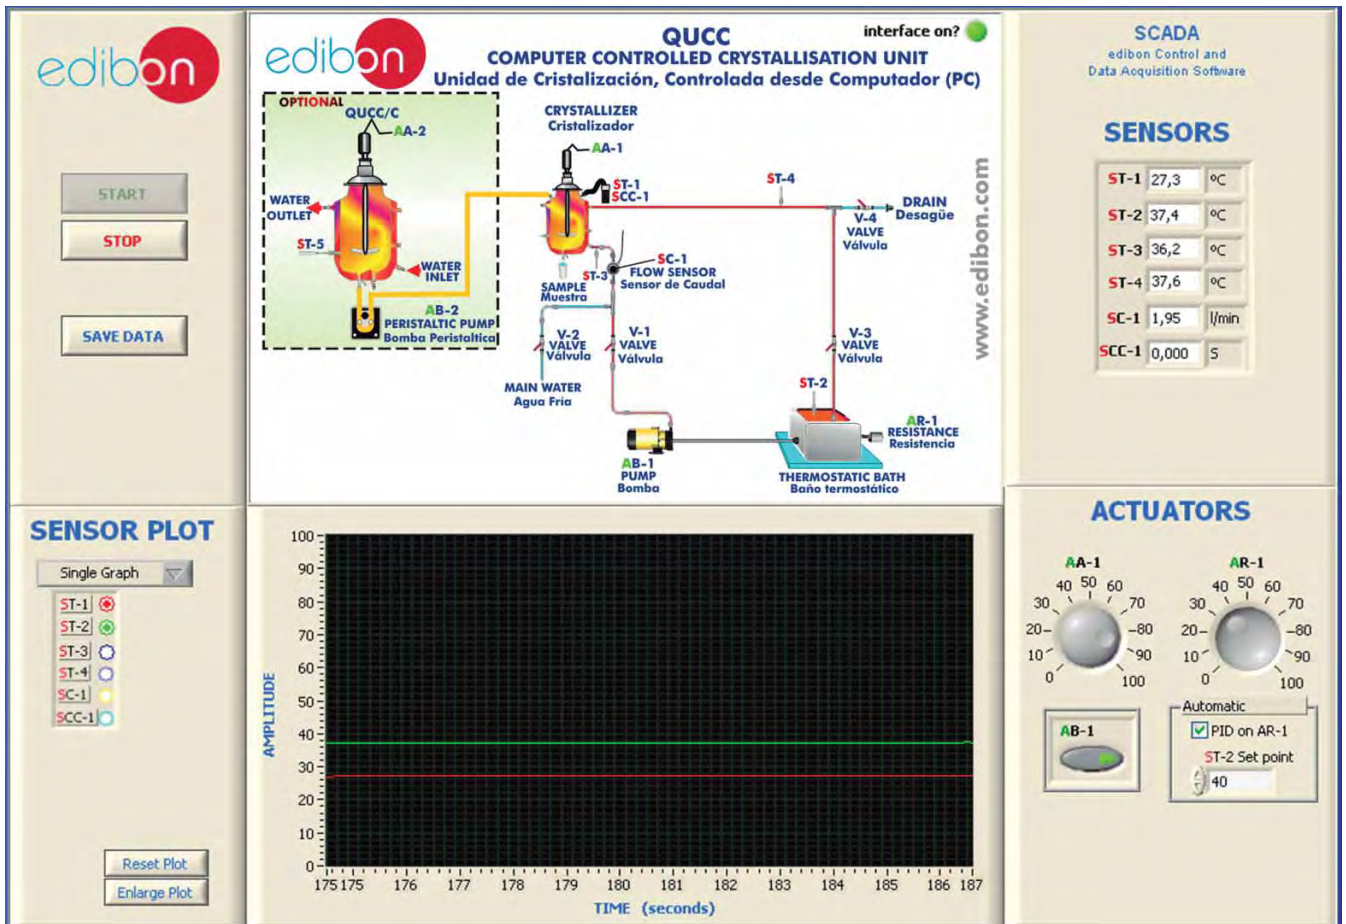 edibon
START
STOP
SAVE DATA
edibon
QUCC
interface on?
COMPUTER CONTROLLED CRYSTALLISATION UNIT
Unidad de Cristalización, Controlada desde Computador (PC)
OPTIONAL
QUCC/C
AA-2
WATER
OUTLET
ST-5
WATER
INLET
AB-2
PERISTALTIC PUMP
Bomba Peristaltica
CRYSTALLIZER
Cristalizador
AA-1
ST-1
SCC-1
ST-4
DRAIN
Desagüe
V-4
VALVE
Válvula
SC-1
FLOW SENSOR
Sensor de Caudal
ST-3
SAMPLE
Muestra
V-2
VALVE
Válvula
V-1
VALVE
Válvula
V-3
VALVE
Válvula
MAIN WATER
Agua Fría
ST-2
AR-1
RESISTANCE
Resistencia
AB-1
PUMP
Bomba
THERMOSTATIC BATH
Baño termostático
www.edibon.com
SCADA
edibon Control and
Data Acquisition Software
SENSORS
ST-1 27,3 ºC
ST-2 37,4 ºC
ST-3 36,2 ºC
ST-4 37,6 ºC
SC-1 1,95 l/min
SCC-1 0,000 S
SENSOR PLOT
Single Graph
ST-1
ST-2
ST-3
ST-4
SC-1
SCC-1
Reset Plot
Enlarge Plot
AMPLITUDE
100
90
80
70
60
50
40
30
20
10
0
175 175 176 177 178 179 180 181 182 183 184 185 186 187
TIME (seconds)
ACTUATORS
AA-1
0 10 20 30 40 50 60 70 80 90 100
AR-1
0 10 20 30 40 50 60 70 80 90 100
AB-1
Automatic
PID on AR-1
ST-2 Set point
40